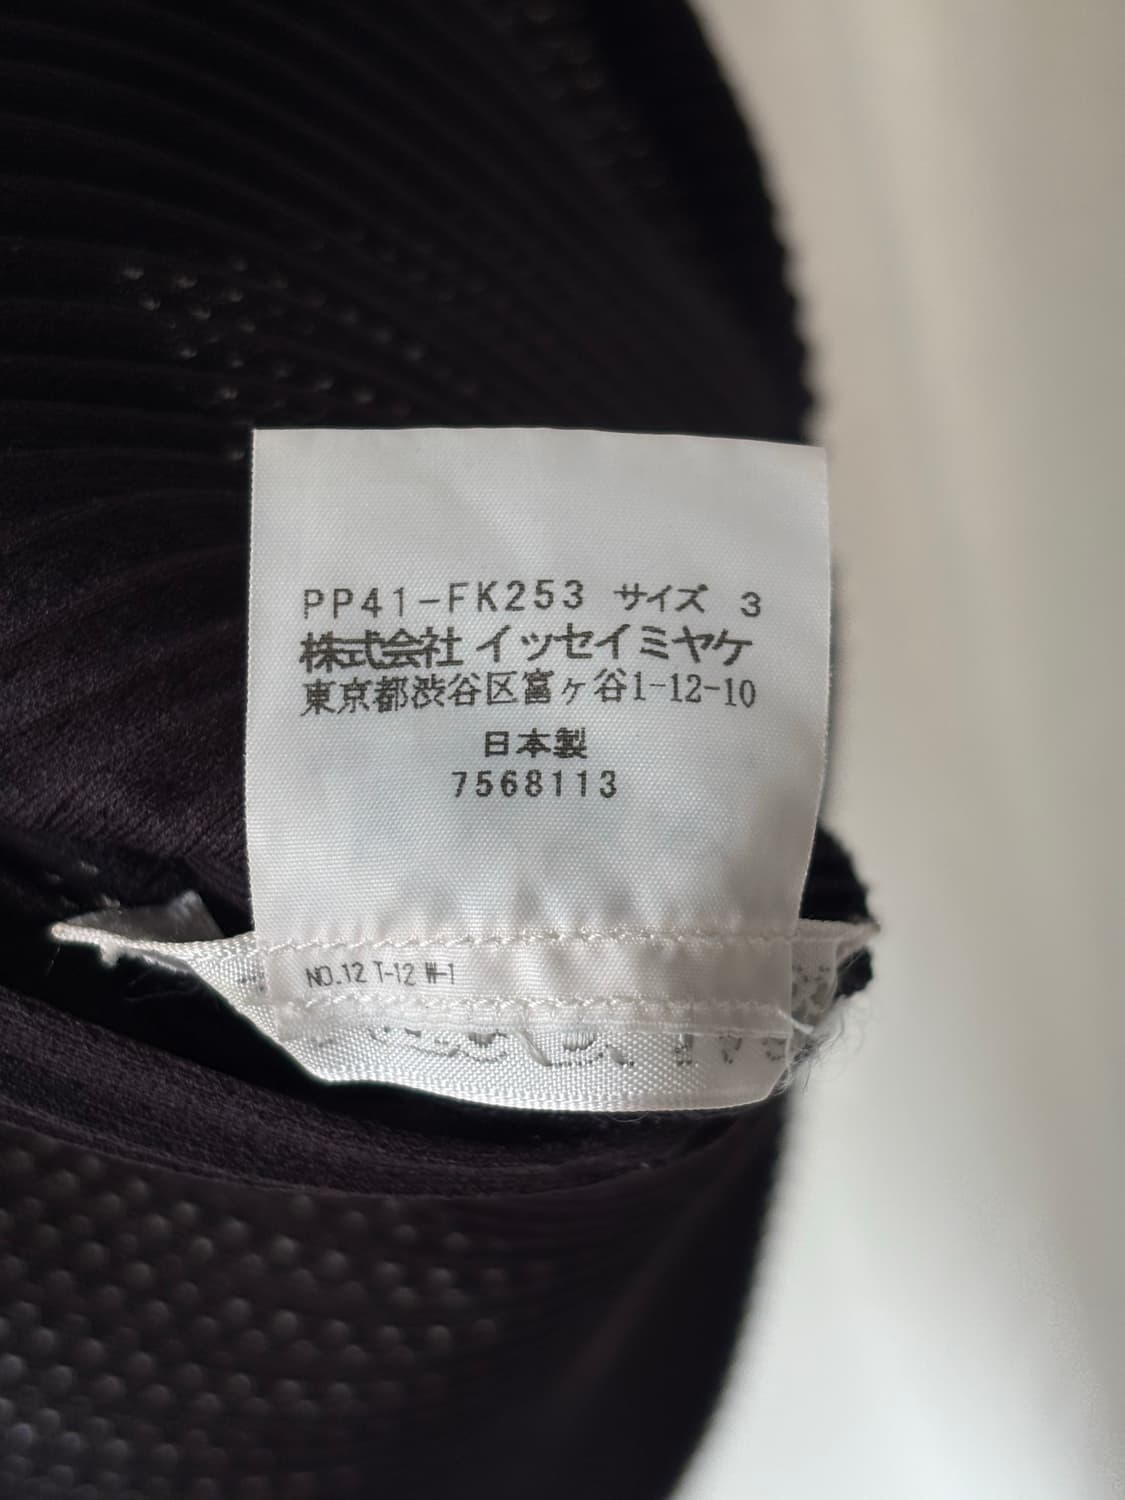 PP41-FK253 サイズ 3
株式会社 イッセイミヤケ
東京都渋谷区富ヶ谷1-12-10
日本製
7568113
NO.12 T-12 W-1